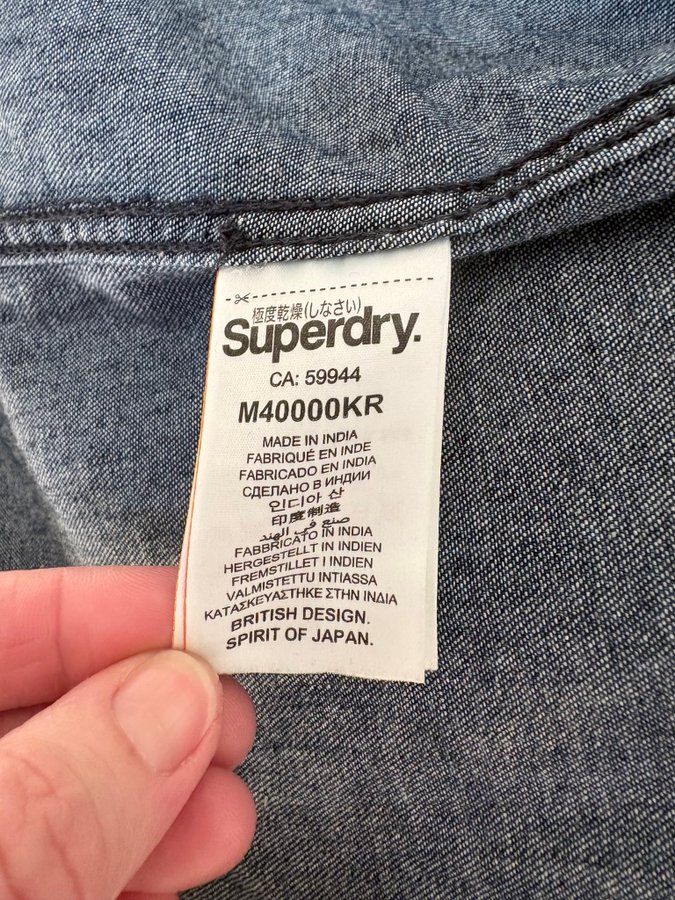 極度乾燥(しなさい)
Superdry.
CA: 59944
M40000KR
MADE IN INDIA
FABRIQUÉ EN INDE
FABRICADO EN INDIA
СДЕЛАНО В ИНДИИ
인디아 산
印度制造
صنع في الهند
FABBRICATO IN INDIA
HERGESTELLT IN INDIEN
FREMSTILLET I INDIEN
VALMISTETTU INTIASSA
ΚΑΤΑΣΚΕΥΑΣΤΗΚΕ ΣΤΗΝ ΙΝΔΙΑ
BRITISH DESIGN.
SPIRIT OF JAPAN.